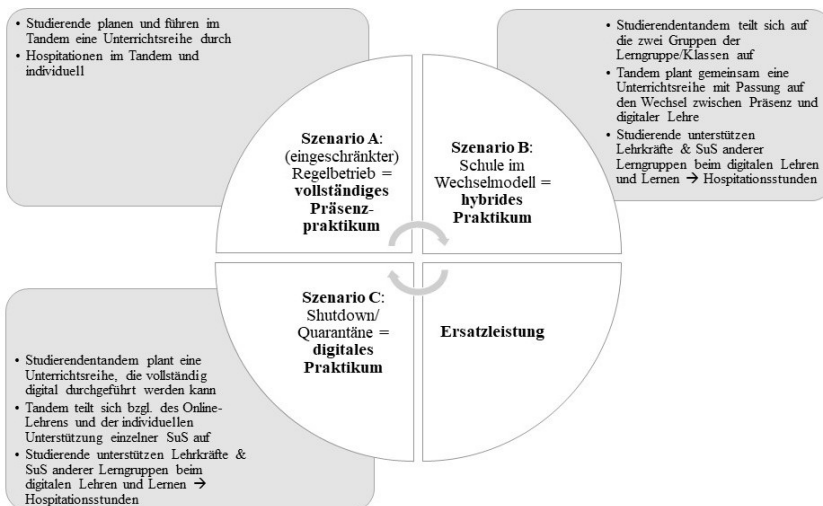 • Studierende planen und führen im
Tandem eine Unterrichtsreihe durch
• Hospitationen im Tandem und
individuell
• Studierendentandem teilt sich auf
die zwei Gruppen der
Lerngruppe/Klassen auf
• Tandem plant gemeinsam eine
Unterrichtsreihe mit Passung auf
den Wechsel zwischen Präsenz und
digitaler Lehre
• Studierende unterstützen
Lehrkräfte & SuS anderer
Lerngruppen beim digitalen Lehren
und Lernen → Hospitationsstunden
Szenario A:
(eingeschränkter)
Regelbetrieb =
vollständiges
Präsenz-
praktikum
Szenario B:
Schule im
Wechselmodell =
hybrides
Praktikum
Szenario C:
Shutdown/
Quarantäne =
digitales
Praktikum
Ersatzleistung
• Studierendentandem plant eine
Unterrichtsreihe, die vollständig
digital durchgeführt werden kann
• Tandem teilt sich bzgl. des Online-
Lehrens und der individuellen
Unterstützung einzelner SuS auf
• Studierende unterstützen Lehrkräfte &
SuS anderer Lerngruppen beim
digitalen Lehren und Lernen →
Hospitationsstunden